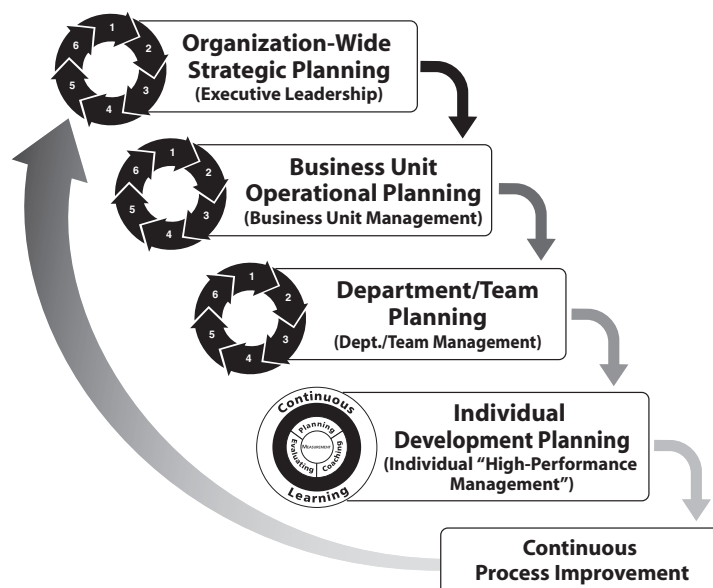 1
2
3
4
5
6
Organization-Wide
Strategic Planning
(Executive Leadership)
1
2
3
4
5
6
Business Unit
Operational Planning
(Business Unit Management)
1
2
3
4
5
6
Department/Team
Planning
(Dept./Team Management)
Continuous
Planning
Evaluating
Coaching
MEASUREMENT
Learning
Individual
Development Planning
(Individual “High-Performance
Management”)
Continuous
Process Improvement